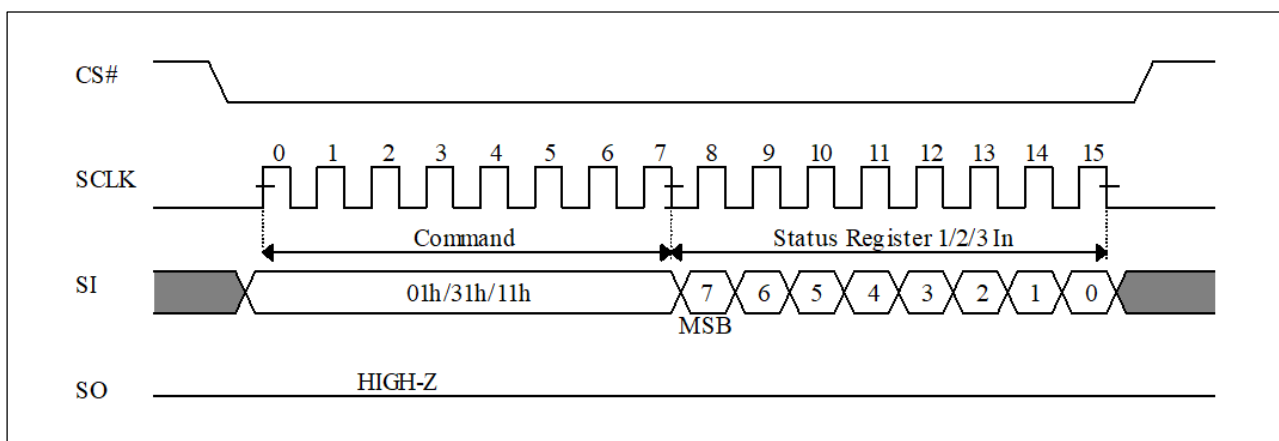 CS#
0 1 2 3 4 5 6 7 8 9 10 11 12 13 14 15
SCLK
Command Status Register 1/2/3 In
SI 01h/31h/11h 7 6 5 4 3 2 1 0
MSB
SO HIGH-Z